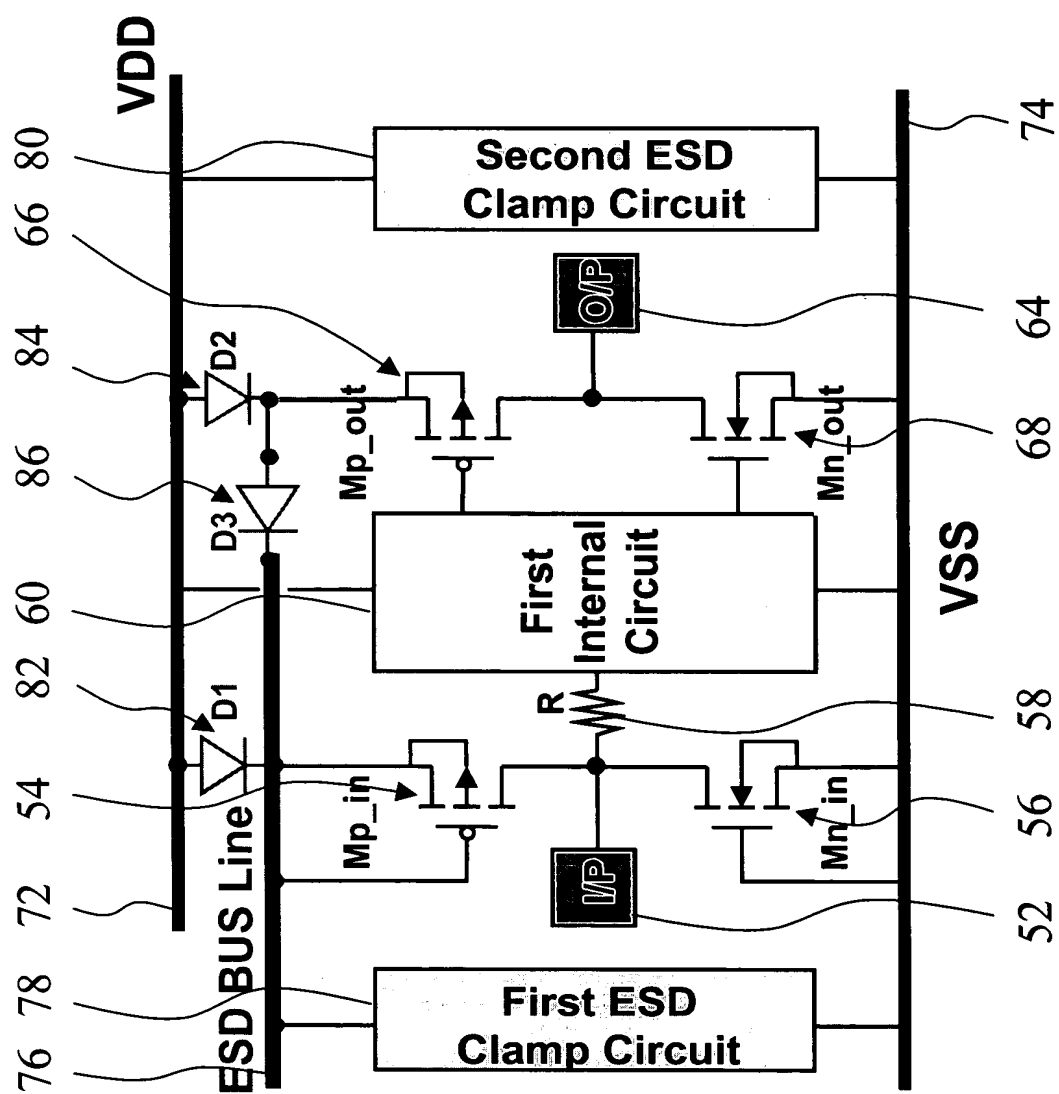 VDD
72
82
60
86
84
66
80
76
78
54
D1
D3
D2
ESD BUS Line
Mp_in
Mp_out
First ESD
Clamp Circuit
I/P
R
First
Internal
Circuit
O/P
Second ESD
Clamp Circuit
Mn_in
Mn_out
VSS
52
56
58
68
64
74